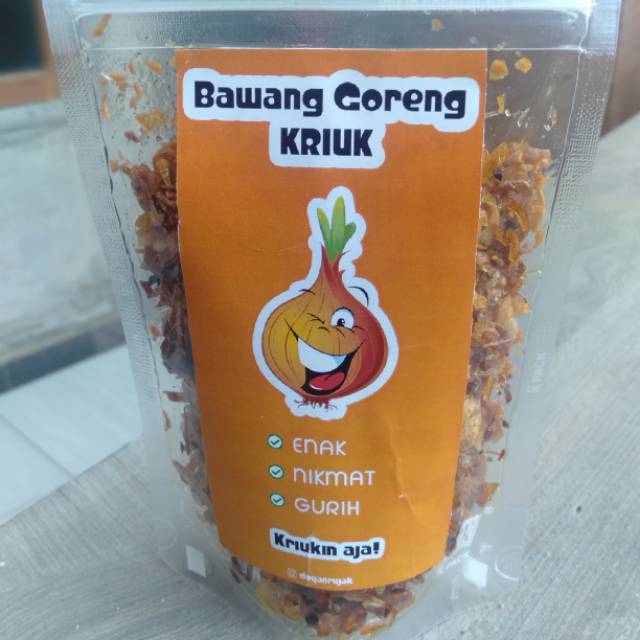 Bawang Goreng
KRIUK
ENAK
NIKMAT
GURIH
Kriukin aja!